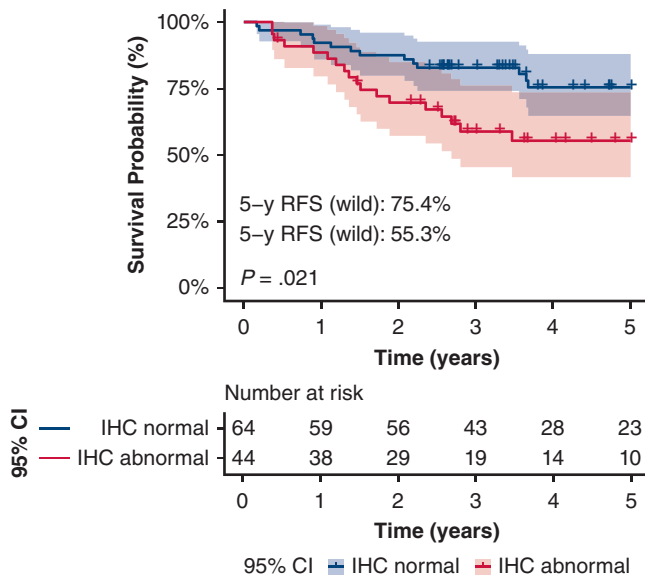 Survival Probability (%)
100%
75%
50%
25%
0%
5−y RFS (wild): 75.4%
5−y RFS (wild): 55.3%
P = .021
0 1 2 3 4 5
Time (years)
Number at risk
95% CI
IHC normal 64 59 56 43 28 23
IHC abnormal 44 38 29 19 14 10
0 1 2 3 4 5
Time (years)
95% CI IHC normal IHC abnormal